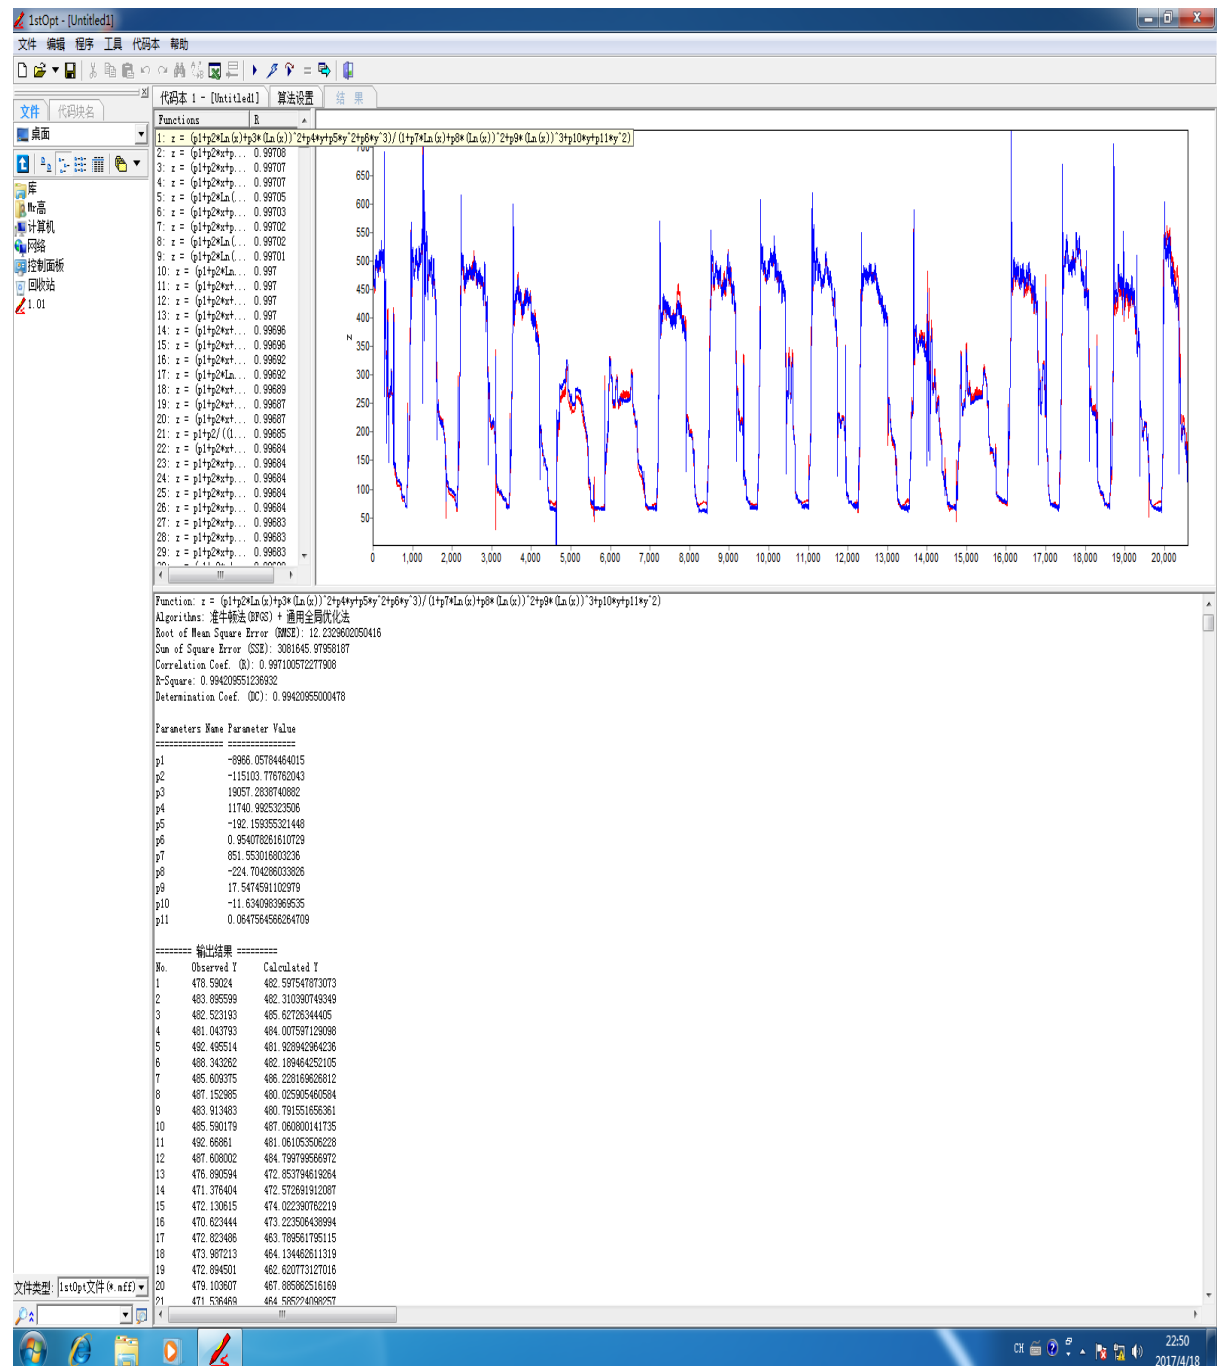 1stOpt - [Untitled1]
文件 编辑 程序 工具 代码本 帮助
代码本 1 - [Untitled1] 算法设置 结 果
文件 代码块名
桌面
库
Mr高
计算机
网络
控制面板
回收站
1.01
Functions R
1: z = (p1+p2*Ln(x)+p3*(Ln(x))^2+p4*y+p5*y^2+p6*y^3)/(1+p7*Ln(x)+p8*(Ln(x))^2+p9*(Ln(x))^3+p10*y+p11*y^2)
2: z = (p1+p2*x+p... 0.99708
3: z = (p1+p2*x+p... 0.99707
4: z = (p1+p2*x+p... 0.99707
5: z = (p1+p2*Ln(... 0.99705
6: z = (p1+p2*x+p... 0.99703
7: z = (p1+p2*x+p... 0.99702
8: z = (p1+p2*Ln(... 0.99702
9: z = (p1+p2*Ln(... 0.99701
10: z = (p1+p2*Ln... 0.997
11: z = (p1+p2*x+... 0.997
12: z = (p1+p2*x+... 0.997
13: z = (p1+p2*x+... 0.997
14: z = (p1+p2*x+... 0.99696
15: z = (p1+p2*x+... 0.99696
16: z = (p1+p2*x+... 0.99692
17: z = (p1+p2*Ln... 0.99692
18: z = (p1+p2*x+... 0.99689
19: z = (p1+p2*x+... 0.99687
20: z = (p1+p2*x+... 0.99687
21: z = p1+p2/((1... 0.99685
22: z = (p1+p2*x+... 0.99684
23: z = p1+p2*x+p... 0.99684
24: z = p1+p2*x+p... 0.99684
25: z = p1+p2*x+p... 0.99684
26: z = p1+p2*x+p... 0.99684
27: z = p1+p2*x+p... 0.99683
28: z = p1+p2*x+p... 0.99683
29: z = p1+p2*x+p... 0.99683
700
650
600
550
500
450
400
350
300
250
200
150
100
50
z
0 1,000 2,000 3,000 4,000 5,000 6,000 7,000 8,000 9,000 10,000 11,000 12,000 13,000 14,000 15,000 16,000 17,000 18,000 19,000 20,000
Function: z = (p1+p2*Ln(x)+p3*(Ln(x))^2+p4*y+p5*y^2+p6*y^3)/(1+p7*Ln(x)+p8*(Ln(x))^2+p9*(Ln(x))^3+p10*y+p11*y^2)
Algorithms: 准牛顿法(BFGS) + 通用全局优化法
Root of Mean Square Error (RMSE): 12.2329602050416
Sum of Square Error (SSE): 3081645.97958187
Correlation Coef. (R): 0.997100572277908
R-Square: 0.994209551236932
Determination Coef. (DC): 0.99420955000478
Parameters Name Parameter Value
=============== ===============
p1 -8966.05784464015
p2 -115103.776762043
p3 19057.2838740882
p4 11740.9925323506
p5 -192.159355321448
p6 0.954078261610729
p7 851.553016803236
p8 -224.704286033826
p9 17.5474591102979
p10 -11.6340983969535
p11 0.0647564566264709
======== 输出结果 =========
No. Observed Y Calculated Y
1 478.59024 482.597547873073
2 483.895599 482.310390749349
3 482.523193 485.62726344405
4 481.043793 484.007597129098
5 492.495514 481.928942964236
6 488.343262 482.189464252105
7 485.609375 486.228169626812
8 487.152985 480.025905460584
9 483.913483 480.791551656361
10 485.590179 487.060800141735
11 492.66861 481.061053506228
12 487.608002 484.799799566972
13 476.890594 472.853794619264
14 471.376404 472.572691912087
15 472.130615 474.022390762219
16 470.623444 473.223506438994
17 472.823486 463.789561795115
18 473.987213 464.134462611319
19 472.894501 462.620773127016
20 479.103607 467.885862516169
21 471.536469 464.585224098257
文件类型: 1stOpt文件(*.mff)
CH
22:50
2017/4/18